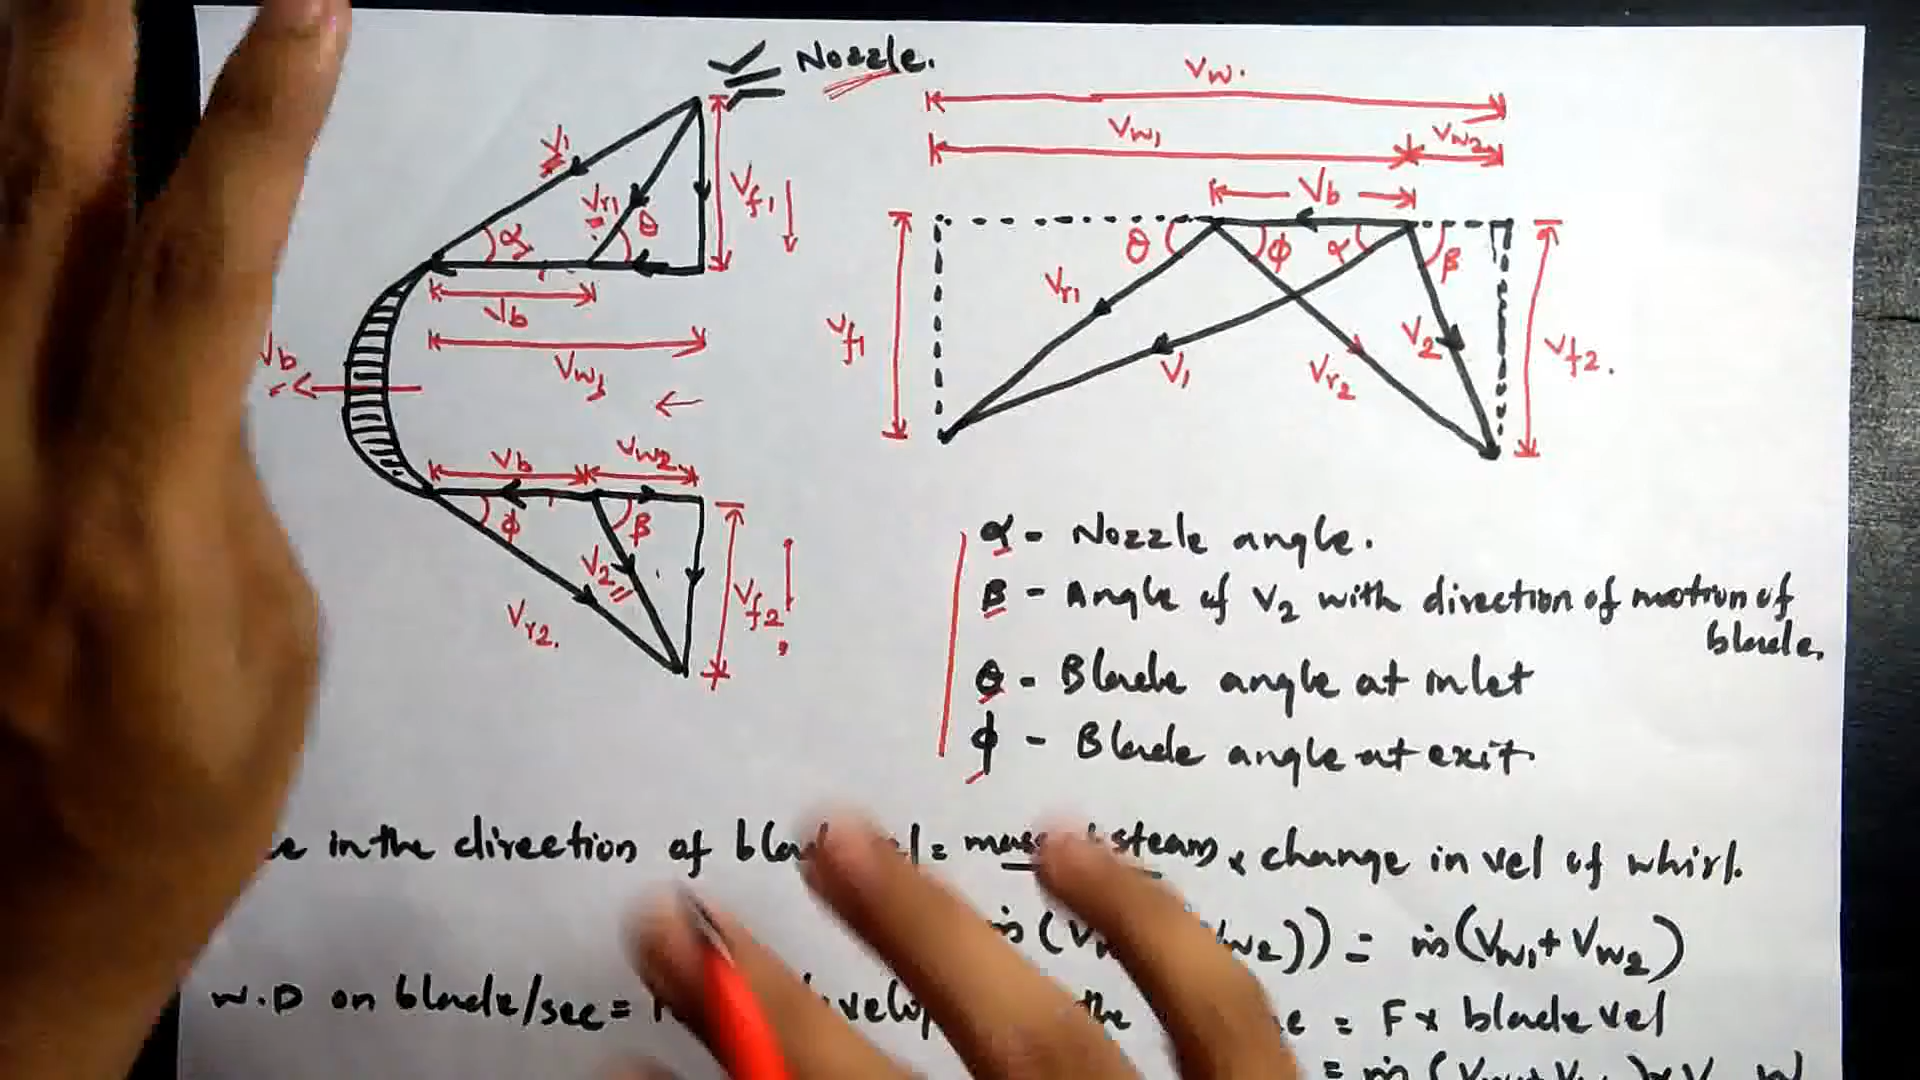 Nozzle.
V1
Vr1
α
θ
Vf1
Vb
Vw1
Vb
Vb
Vw2
φ
β
V2
Vr2.
Vf2
Vw.
Vw1
Vw2
Vb
θ
φ
α
β
Vr1
Vf1
V1
Vr2
V2
Vf2.
α - Nozzle angle.
β - Angle of V2 with direction of motion of
blade.
θ - Blade angle at inlet
φ - Blade angle at exit
in the direction of = mass steam x change in vel of whirl.
= ṁ(Vw1+Vw2)
W.D on blade/sec = the = F x blade vel
= ṁ